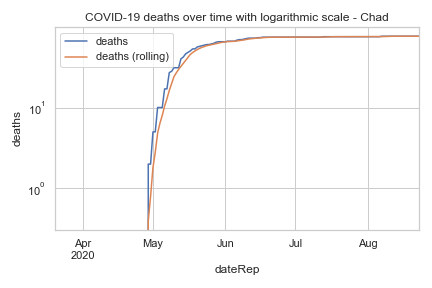 COVID-19 deaths over time with logarithmic scale - Chad
deaths
deaths (rolling)
deaths
10¹
10⁰
Apr
2020
May
Jun
Jul
Aug
dateRep